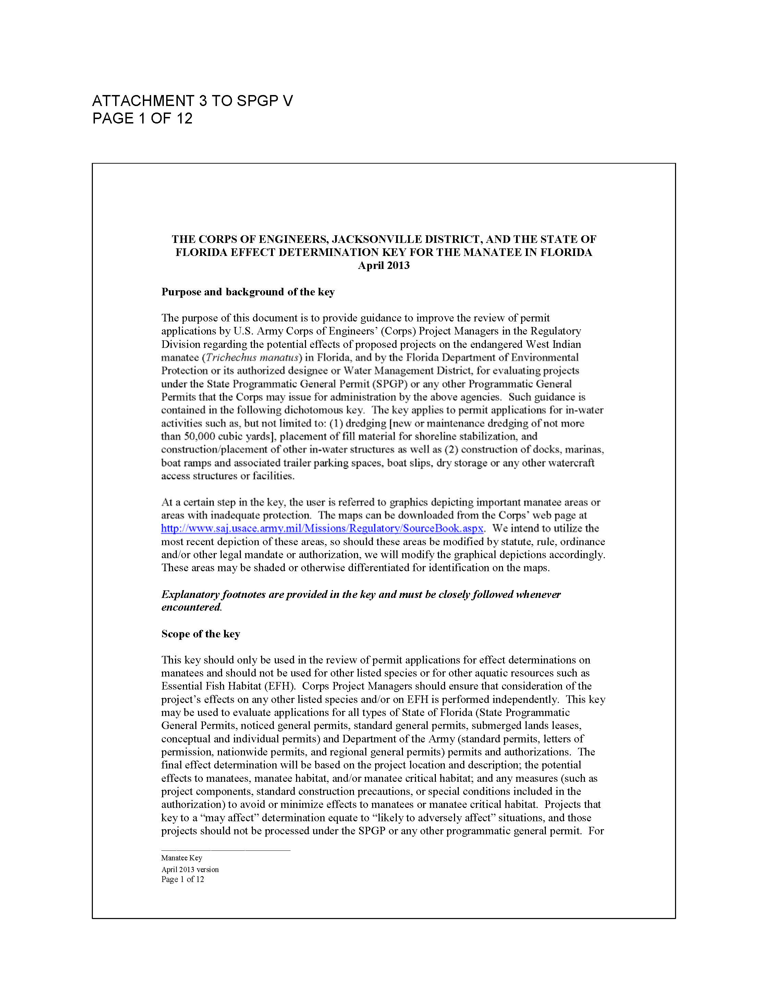 ATTACHMENT 3 TO SPGP V
PAGE 1 OF 12
THE CORPS OF ENGINEERS, JACKSONVILLE DISTRICT, AND THE STATE OF
FLORIDA EFFECT DETERMINATION KEY FOR THE MANATEE IN FLORIDA
April 2013
Purpose and background of the key
The purpose of this document is to provide guidance to improve the review of permit
applications by U.S. Army Corps of Engineers’ (Corps) Project Managers in the Regulatory
Division regarding the potential effects of proposed projects on the endangered West Indian
manatee (Trichechus manatus) in Florida, and by the Florida Department of Environmental
Protection or its authorized designee or Water Management District, for evaluating projects
under the State Programmatic General Permit (SPGP) or any other Programmatic General
Permits that the Corps may issue for administration by the above agencies.  Such guidance is
contained in the following dichotomous key.  The key applies to permit applications for in-water
activities such as, but not limited to: (1) dredging [new or maintenance dredging of not more
than 50,000 cubic yards], placement of fill material for shoreline stabilization, and
construction/placement of other in-water structures as well as (2) construction of docks, marinas,
boat ramps and associated trailer parking spaces, boat slips, dry storage or any other watercraft
access structures or facilities.
At a certain step in the key, the user is referred to graphics depicting important manatee areas or
areas with inadequate protection.  The maps can be downloaded from the Corps’ web page at
http://www.saj.usace.army.mil/Missions/Regulatory/SourceBook.aspx.  We intend to utilize the
most recent depiction of these areas, so should these areas be modified by statute, rule, ordinance
and/or other legal mandate or authorization, we will modify the graphical depictions accordingly.
These areas may be shaded or otherwise differentiated for identification on the maps.
Explanatory footnotes are provided in the key and must be closely followed whenever
encountered.
Scope of the key
This key should only be used in the review of permit applications for effect determinations on
manatees and should not be used for other listed species or for other aquatic resources such as
Essential Fish Habitat (EFH).  Corps Project Managers should ensure that consideration of the
project’s effects on any other listed species and/or on EFH is performed independently.  This key
may be used to evaluate applications for all types of State of Florida (State Programmatic
General Permits, noticed general permits, standard general permits, submerged lands leases,
conceptual and individual permits) and Department of the Army (standard permits, letters of
permission, nationwide permits, and regional general permits) permits and authorizations.  The
final effect determination will be based on the project location and description; the potential
effects to manatees, manatee habitat, and/or manatee critical habitat; and any measures (such as
project components, standard construction precautions, or special conditions included in the
authorization) to avoid or minimize effects to manatees or manatee critical habitat.  Projects that
key to a “may affect” determination equate to “likely to adversely affect” situations, and those
projects should not be processed under the SPGP or any other programmatic general permit.  For
Manatee Key
April 2013 version
Page 1 of 12